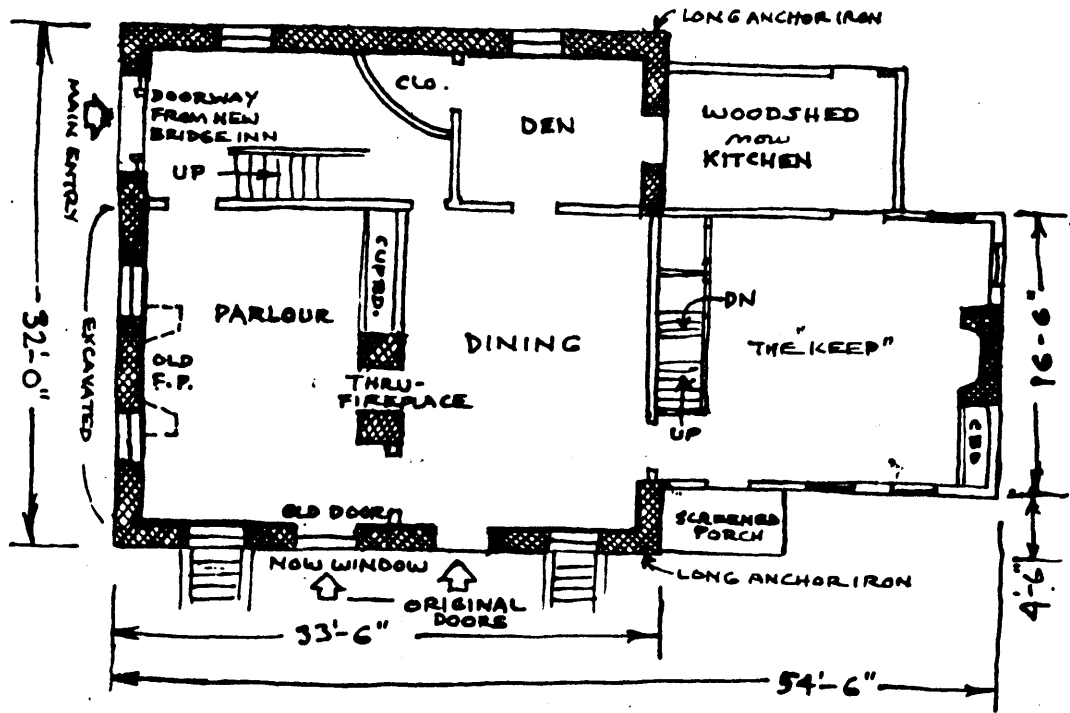 LONG ANCHOR IRON
CLO.
DOORWAY
FROM NEW
BRIDGE INN
DEN
WOODSHED
NOW
KITCHEN
MAIN ENTRY
UP
CUPBD.
PARLOUR
DINING
DN
THE "KEEP"
32'-0"
EXCAVATED
OLD
F.P.
THRU-
FIREPLACE
UP
CBD
16'-6"
OLD DOOR
SCREENED
PORCH
NOW WINDOW
LONG ANCHOR IRON
4'-6"
ORIGINAL
DOORS
33'-6"
54'-6"